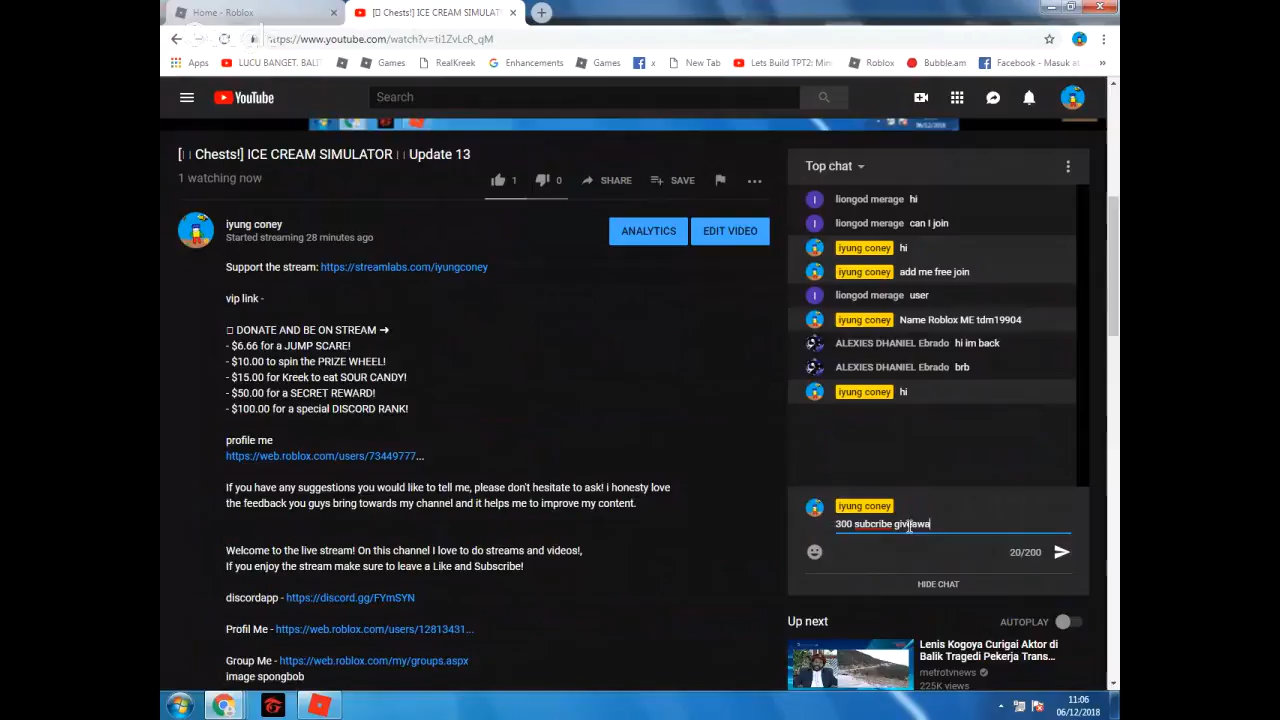 Home - Roblox
[ Chests!] ICE CREAM SIMULAT
https://www.youtube.com/watch?v=ti1ZvLcR_qM
Apps
LUCU BANGET. BAL
Games
RealKreek
Enhancements
Games
x
New Tab
Lets Build TPT2: Min
Roblox
Bubble.am
Facebook - Masuk at
YouTube
Search
[ Chests!] ICE CREAM SIMULATOR Update 13
1 watching now
1
0
SHARE
SAVE
iyung coney
Started streaming 28 minutes ago
ANALYTICS
EDIT VIDEO
Support the stream: https://streamlabs.com/iyungconey
vip link -
DONATE AND BE ON STREAM ➜
- $6.66 for a JUMP SCARE!
- $10.00 to spin the PRIZE WHEEL!
- $15.00 for Kreek to eat SOUR CANDY!
- $50.00 for a SECRET REWARD!
- $100.00 for a special DISCORD RANK!
profile me
https://web.roblox.com/users/73449777...
If you have any suggestions you would like to tell me, please don't hesitate to ask! i honesty love
the feedback you guys bring towards my channel and it helps me to improve my content.
Welcome to the live stream! On this channel I love to do streams and videos!,
If you enjoy the stream make sure to leave a Like and Subscribe!
discordapp - https://discord.gg/FYmSYN
Profil Me - https://web.roblox.com/users/12813431...
Group Me - https://web.roblox.com/my/groups.aspx
image spongbob
Top chat
liongod merage hi
liongod merage can I join
iyung coney hi
iyung coney add me free join
liongod merage user
iyung coney Name Roblox ME tdm19904
ALEXIES DHANIEL Ebrado hi im back
ALEXIES DHANIEL Ebrado brb
iyung coney hi
iyung coney
300 subcribe
20/200
HIDE CHAT
Up next
AUTOPLAY
Lenis Kogoya Curigai Aktor di
Balik Tragedi Pekerja Trans...
metrotvnews
225K views
11:06
06/12/2018